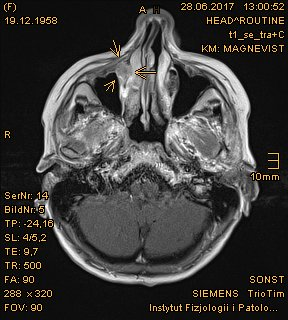 (F)
28.06.2017 13:00:52
19.12.1958
A H
HEAD^ROUTINE
t1_se_tra+C
KM: MAGNEVIST
R
10mm
SerNr: 14
BildNr: 5
TP: -24,16
SL: 4/5,2
TE: 9,7
TR: 500
FA: 90
SONST
288 x 320
SIEMENS TrioTim
FOV: 90
Instytut Fizjologii i Patolo...